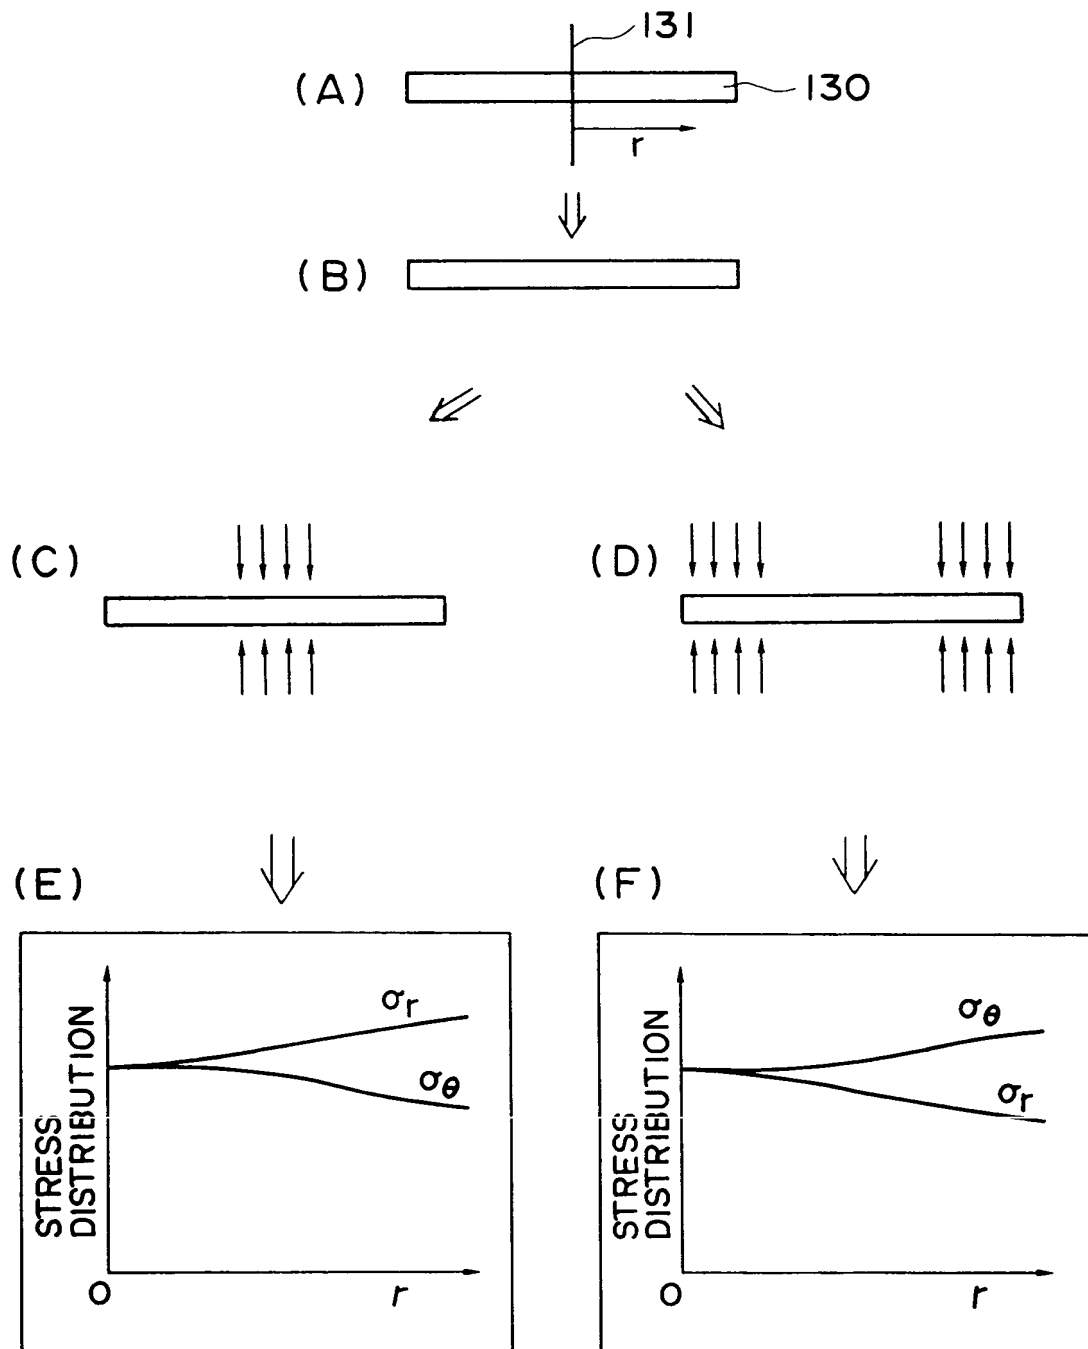 131
(A)
130
r
(B)
(C)
(D)
(E)
(F)
STRESS
DISTRIBUTION
σr
σθ
O
r
STRESS
DISTRIBUTION
σθ
σr
O
r